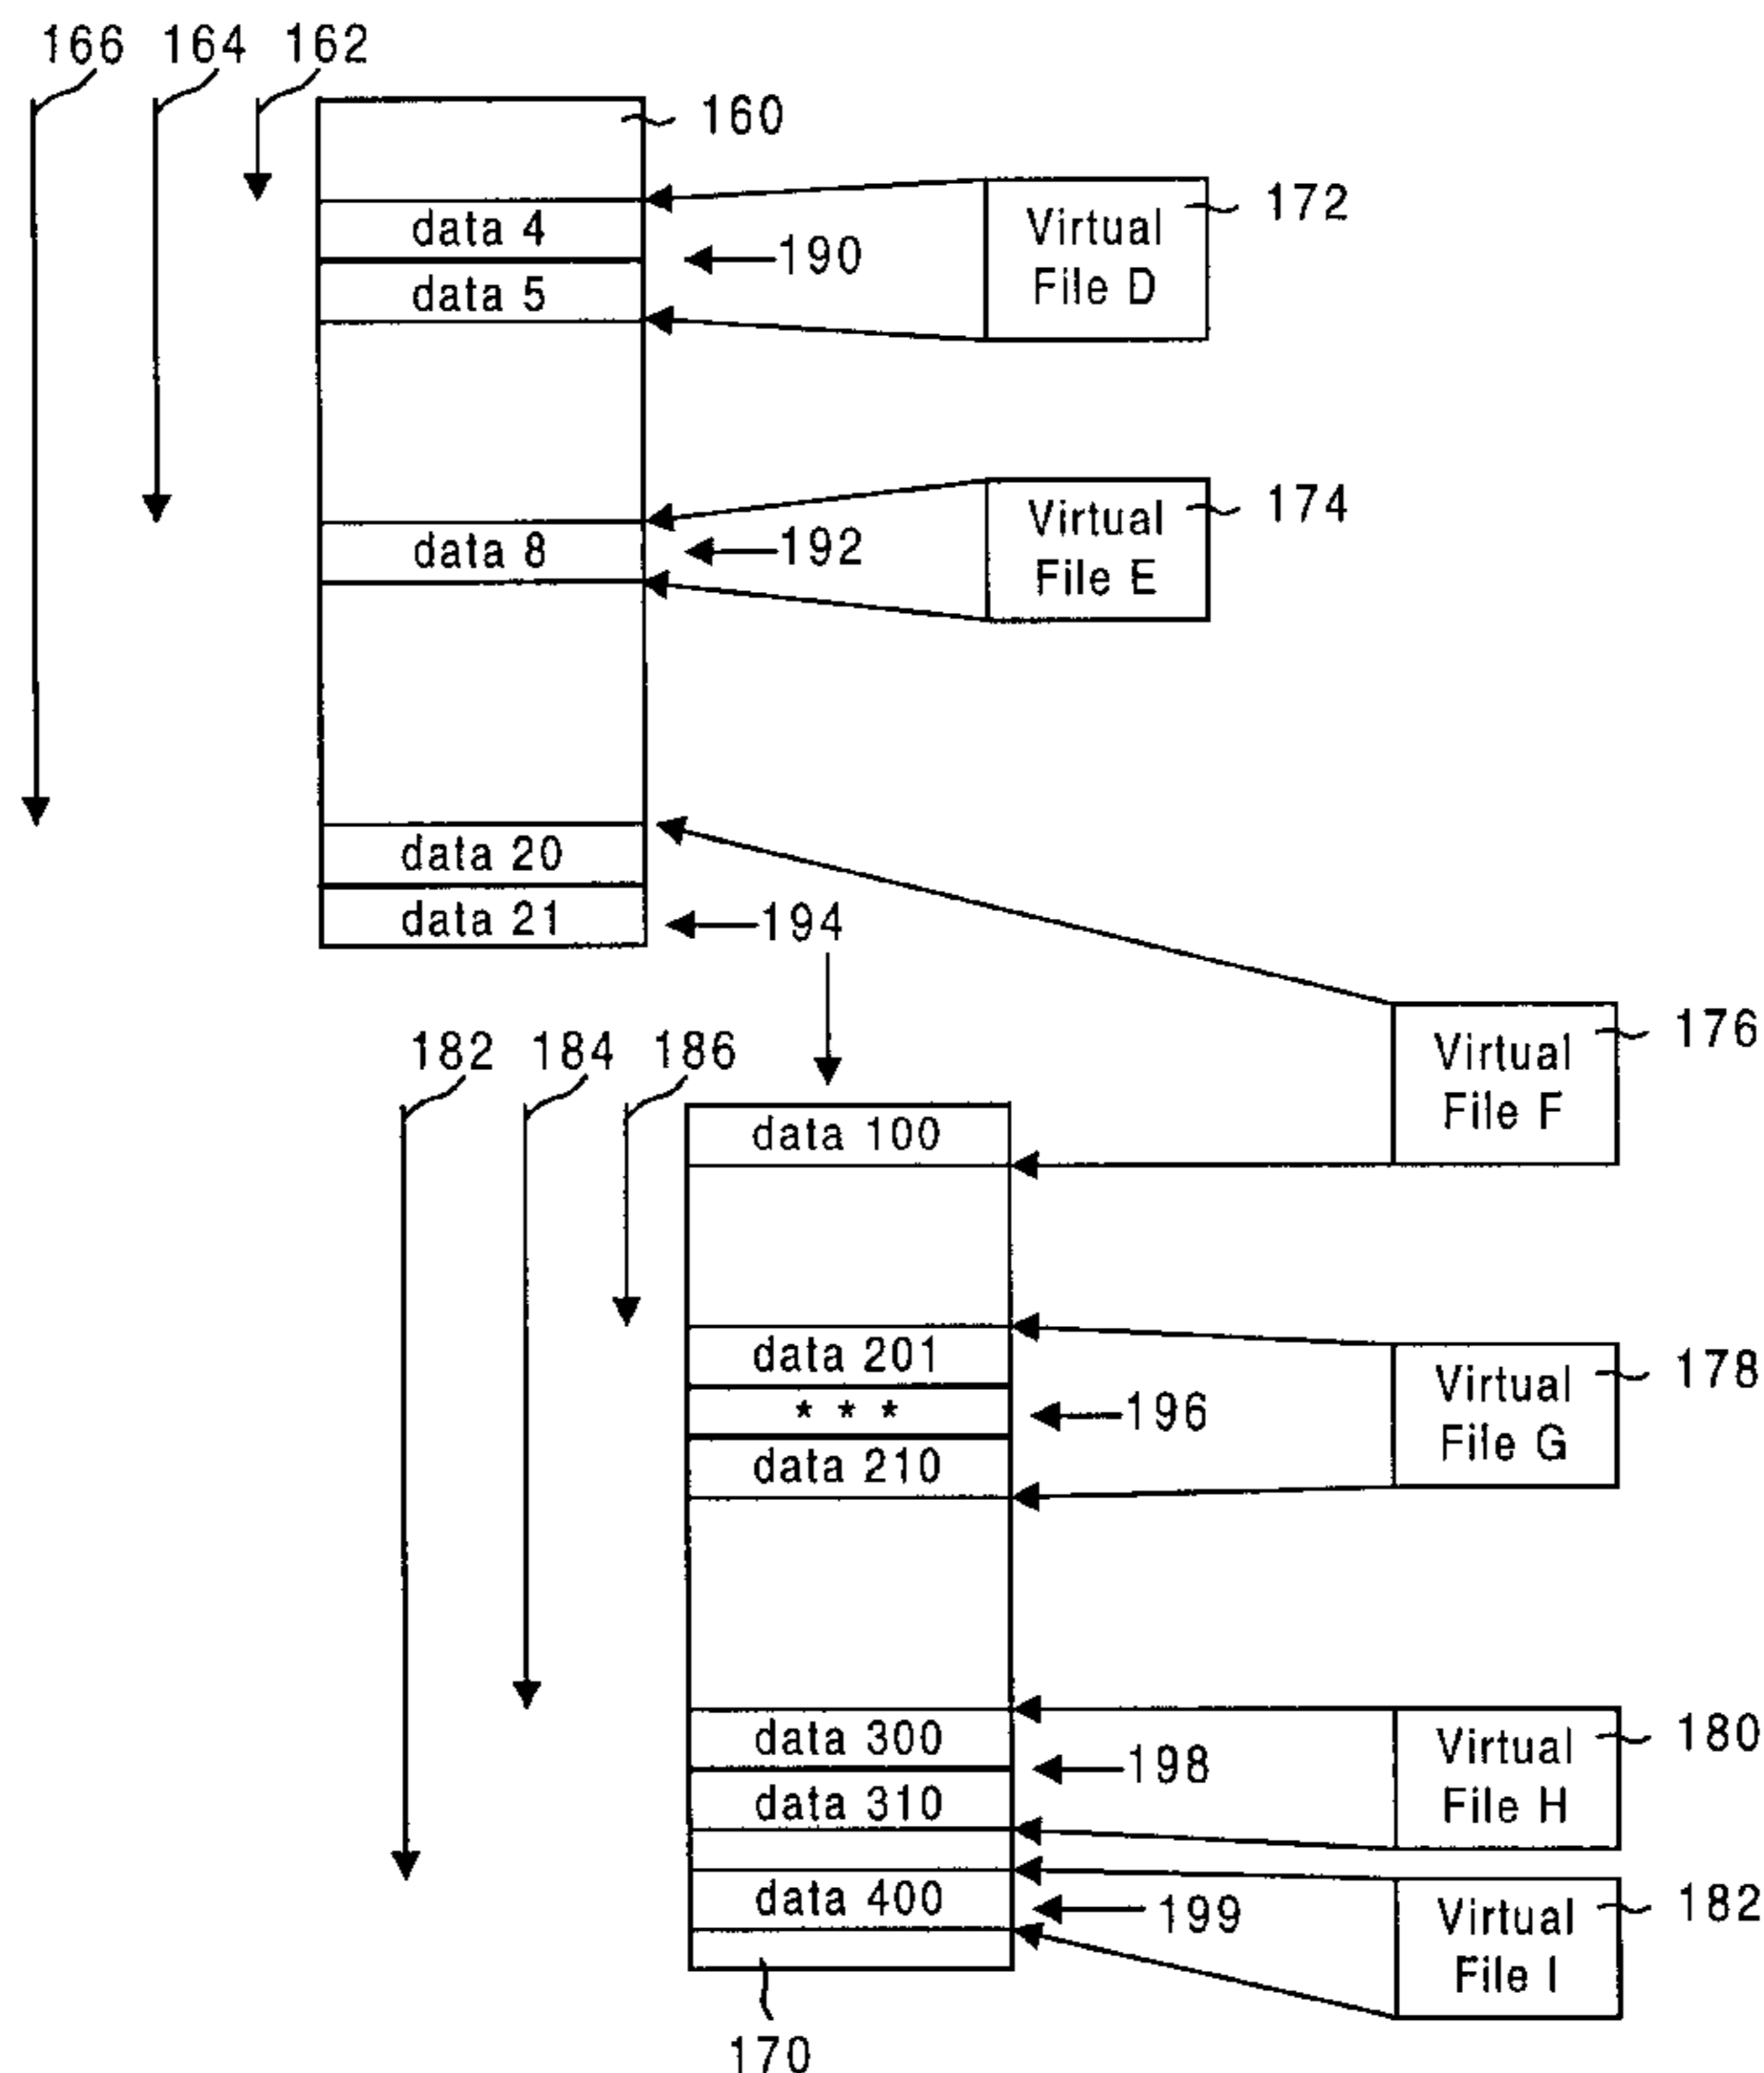 166 164 162
160
172
Virtual
File D
data 4
190
data 5
174
Virtual
File E
data 8
192
data 20
data 21
194
176
Virtual
File F
182 184 186
data 100
data 201
* * *
196
178
Virtual
File G
data 210
data 300
198
180
Virtual
File H
data 310
data 400
199
182
Virtual
File I
170